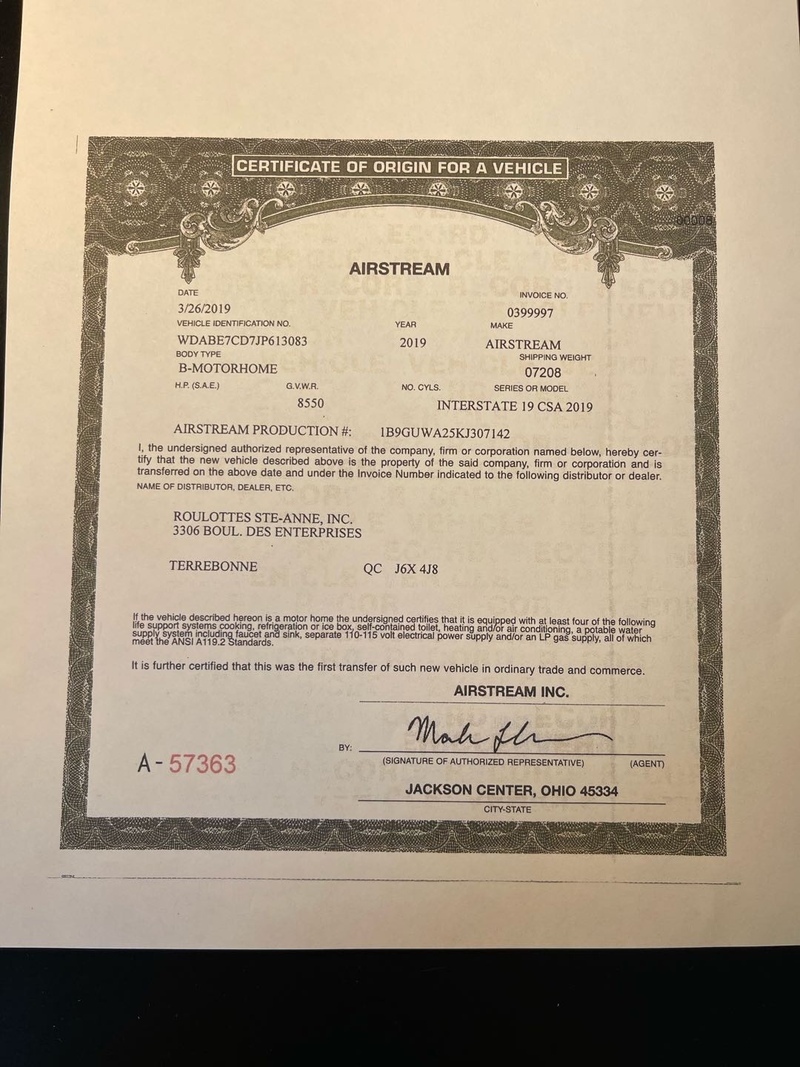 CERTIFICATE OF ORIGIN FOR A VEHICLE
00008
AIRSTREAM
DATE
INVOICE NO.
3/26/2019
0399997
VEHICLE IDENTIFICATION NO.
YEAR
MAKE
WDABE7CD7JP613083
2019
AIRSTREAM
BODY TYPE
SHIPPING WEIGHT
B-MOTORHOME
07208
H.P. (S.A.E.)
G.V.W.R.
NO. CYLS.
SERIES OR MODEL
8550
INTERSTATE 19 CSA 2019
AIRSTREAM PRODUCTION #: 1B9GUWA25KJ307142
I, the undersigned authorized representative of the company, firm or corporation named below, hereby cer-
tify that the new vehicle described above is the property of the said company, firm or corporation and is
transferred on the above date and under the Invoice Number indicated to the following distributor or dealer.
NAME OF DISTRIBUTOR, DEALER, ETC.
ROULOTTES STE-ANNE, INC.
3306 BOUL. DES ENTERPRISES
TERREBONNE QC J6X 4J8
If the vehicle described hereon is a motor home the undersigned certifies that it is equipped with at least four of the following
life support systems cooking, refrigeration or ice box, self-contained toilet, heating and/or air conditioning, a potable water
supply system including faucet and sink, separate 110-115 volt electrical power supply and/or an LP gas supply, all of which
meet the ANSI A119.2 Standards.
It is further certified that this was the first transfer of such new vehicle in ordinary trade and commerce.
AIRSTREAM INC.
BY:
(SIGNATURE OF AUTHORIZED REPRESENTATIVE) (AGENT)
A-57363
JACKSON CENTER, OHIO 45334
CITY-STATE